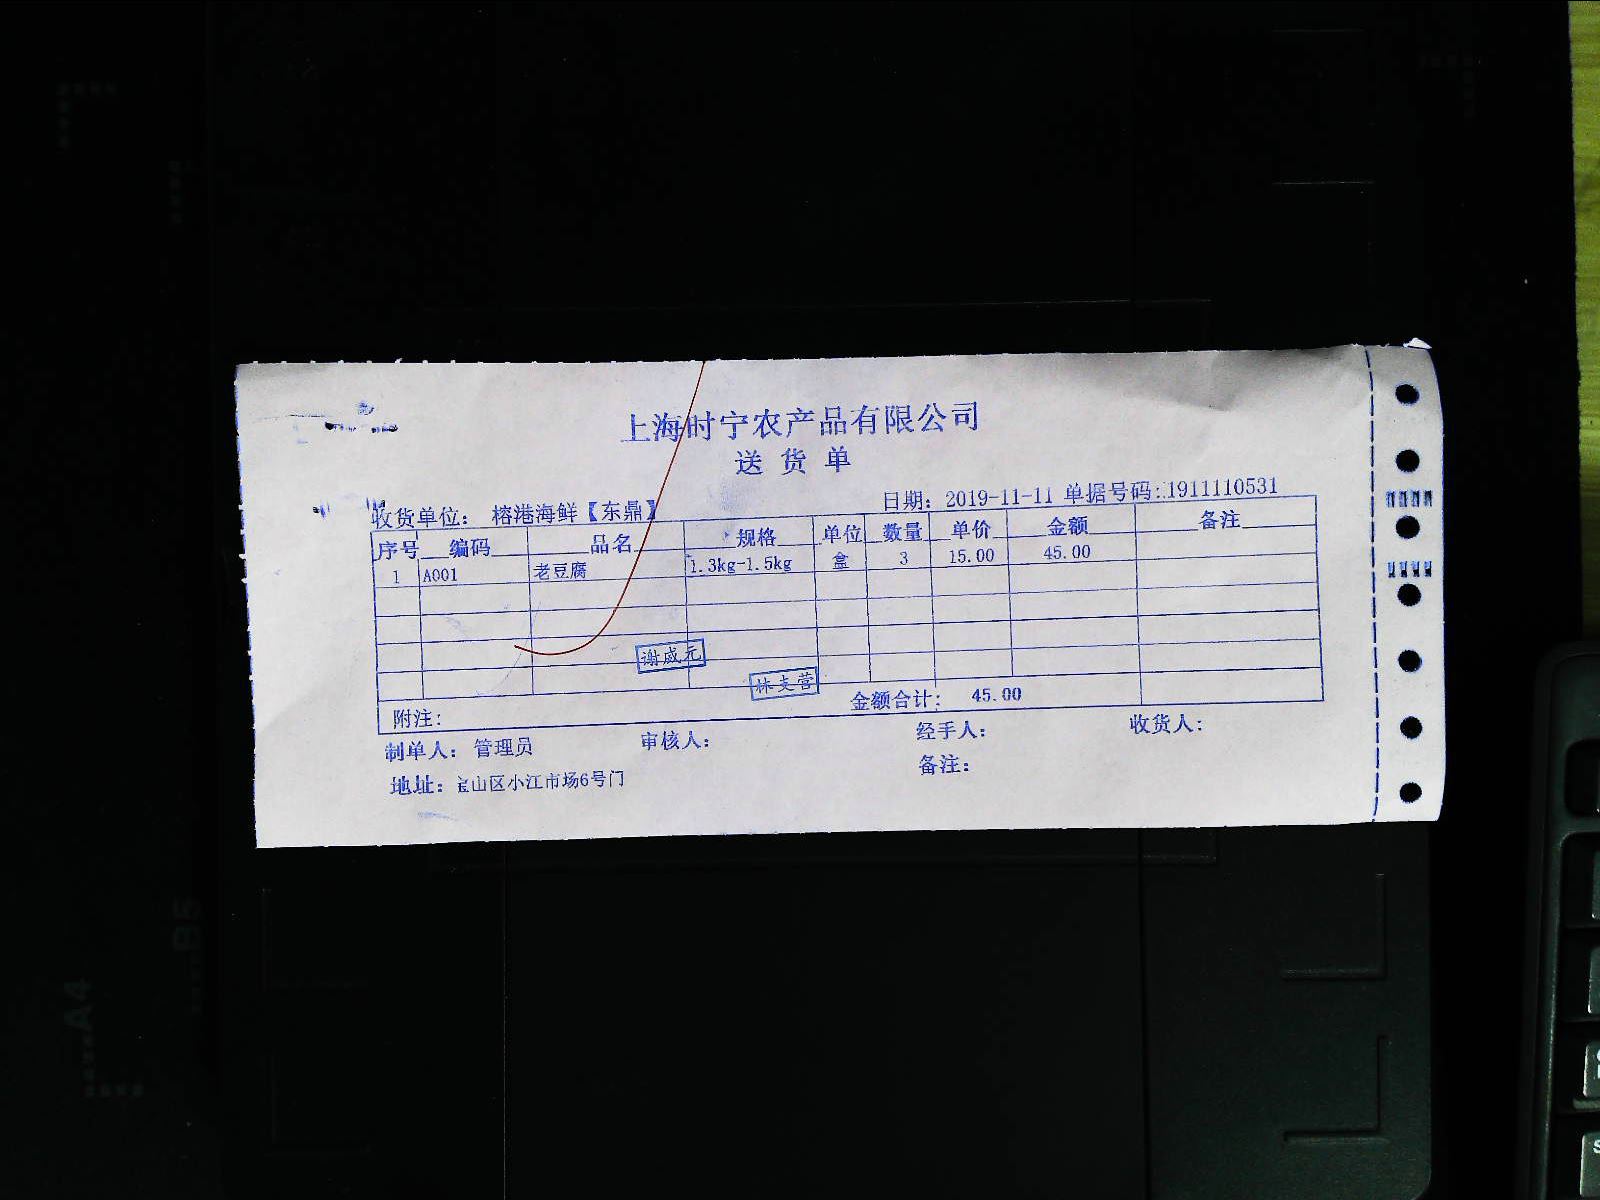 上海时宁农产品有限公司
送货单
收货单位： 榕港海鲜【东鼎】 日期：2019-11-11 单据号码：1911110531
序号 编码 品名 规格 单位 数量 单价 金额 备注
1 A001 老豆腐 1.3kg-1.5kg 盒 3 15.00 45.00
谢成元
林支营
附注： 金额合计： 45.00
制单人：管理员 审核人： 经手人： 收货人：
地址：宝山区小江市场6号门 备注：
B5
A4